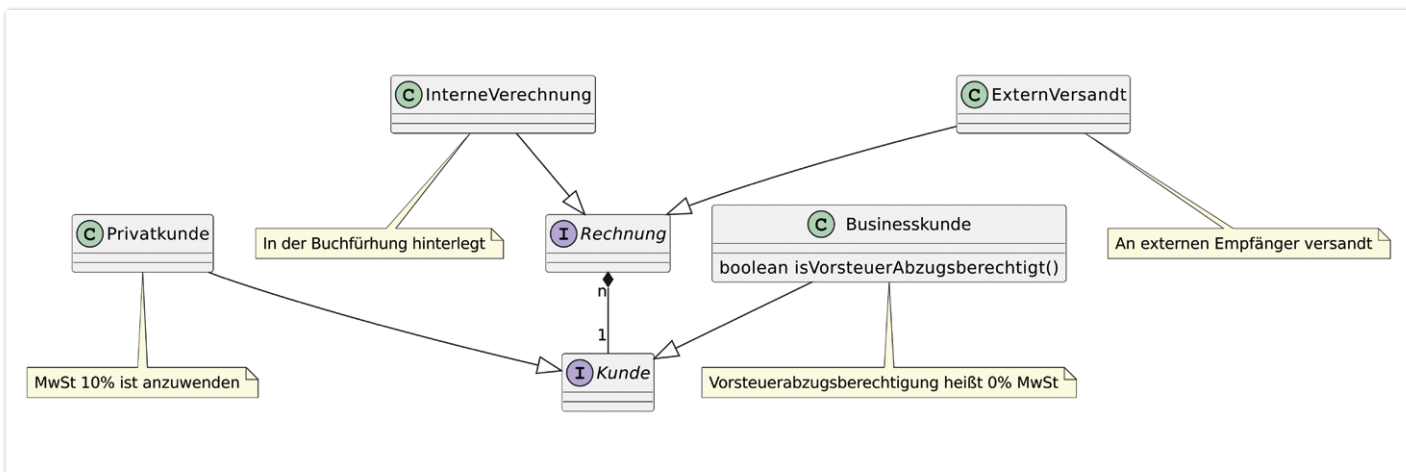 C InterneVerechnung
C ExternVersandt
C Privatkunde
In der Buchfürhung hinterlegt
I Rechnung
C Businesskunde
boolean isVorsteuerAbzugsberechtigt()
An externen Empfänger versandt
n
1
MwSt 10% ist anzuwenden
I Kunde
Vorsteuerabzugsberechtigung heißt 0% MwSt